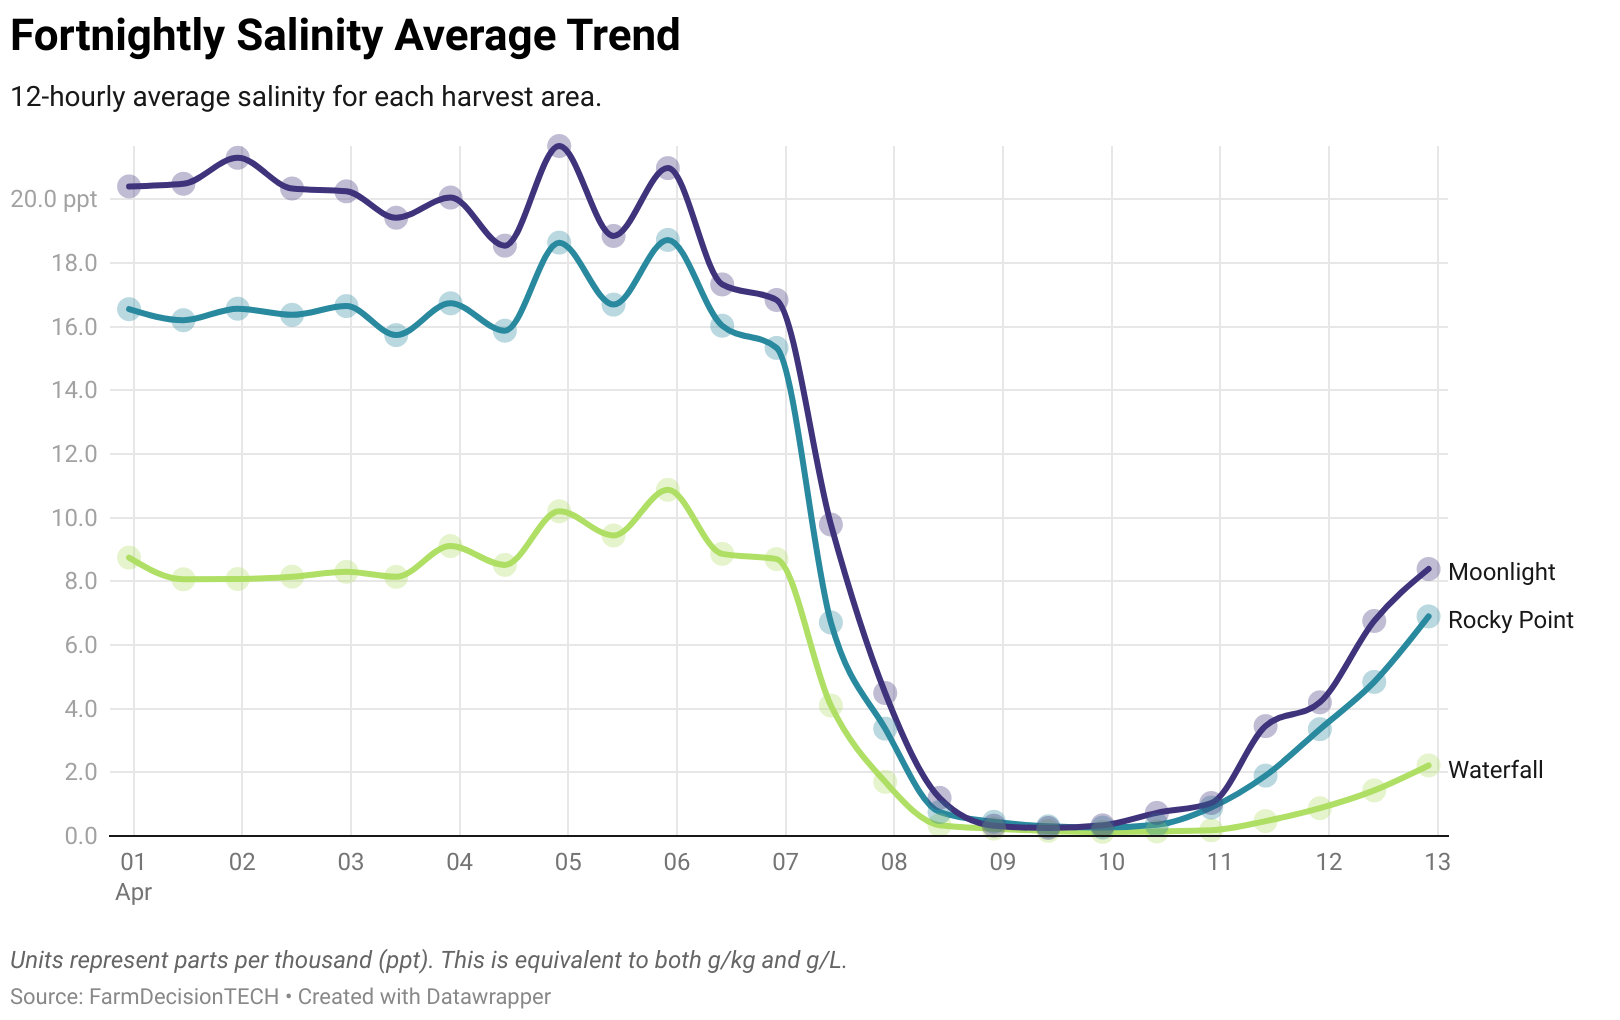 Fortnightly Salinity Average Trend
12-hourly average salinity for each harvest area.
20.0 ppt
18.0
16.0
14.0
12.0
10.0
8.0
6.0
4.0
2.0
0.0
Moonlight
Rocky Point
Waterfall
01 02 03 04 05 06 07 08 09 10 11 12 13
Apr
Units represent parts per thousand (ppt). This is equivalent to both g/kg and g/L.
Source: FarmDecisionTECH • Created with Datawrapper